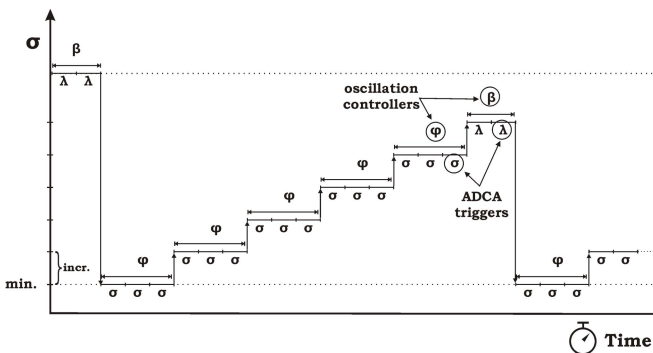 σ
β
λ λ
oscillation
controllers
β
φ
λ λ
φ
σ σ σ
ADCA
triggers
φ
σ σ σ
φ
σ σ σ
φ
σ σ σ
incr.
φ
φ
σ σ
min.
σ σ σ
σ σ σ
Time